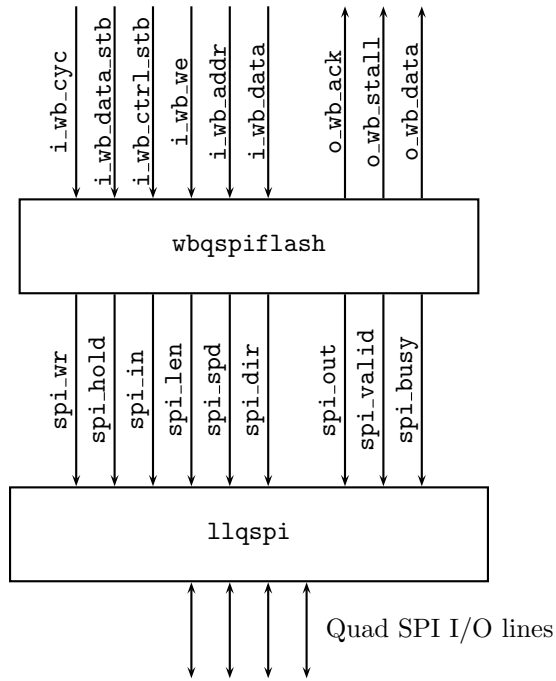 i_wb_cyc
i_wb_data_stb
i_wb_ctrl_stb
i_wb_we
i_wb_addr
i_wb_data
o_wb_ack
o_wb_stall
o_wb_data
wbqspiflash
spi_wr
spi_hold
spi_in
spi_len
spi_spd
spi_dir
spi_out
spi_valid
spi_busy
llqspi
Quad SPI I/O lines